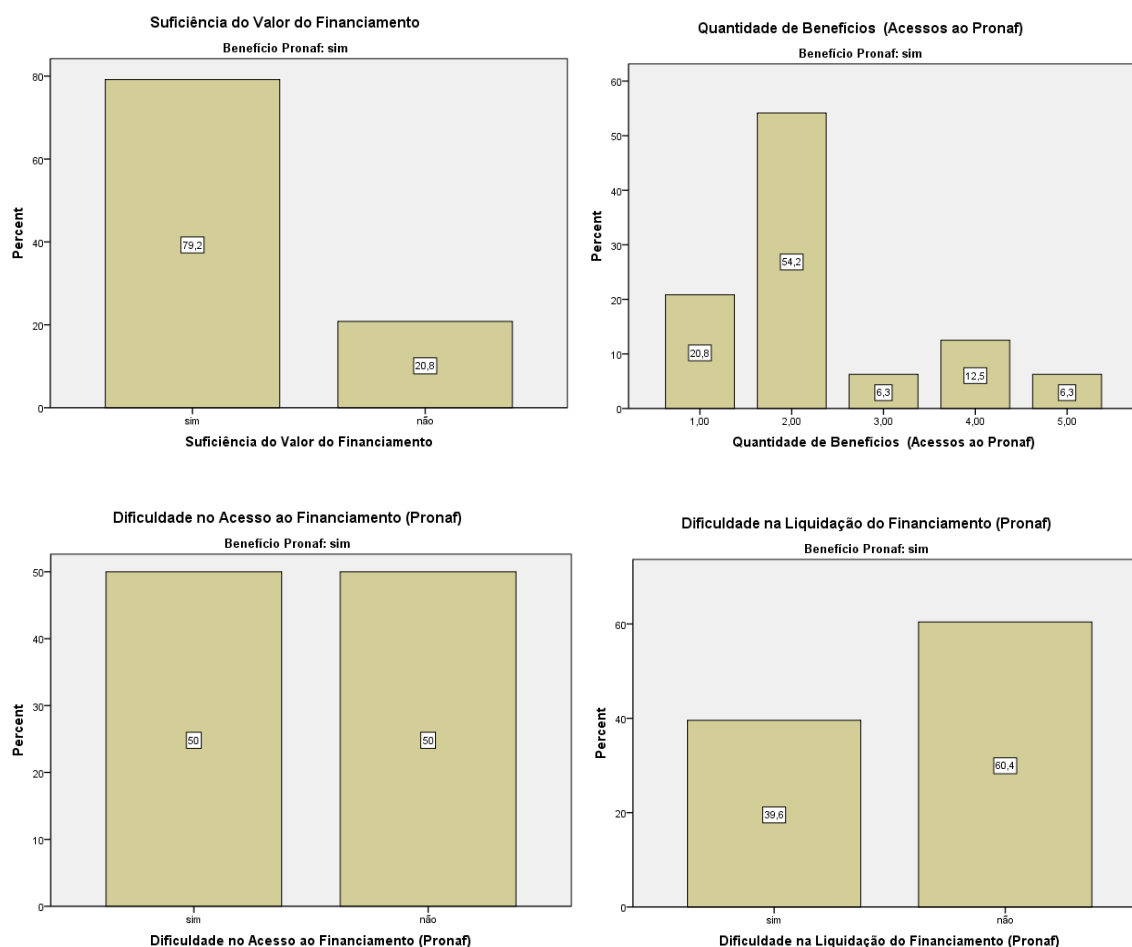 Suficiência do Valor do Financiamento
Benefício Pronaf: sim
Percent
80
60
40
20
0
79,2
20,8
sim
não
Suficiência do Valor do Financiamento
Quantidade de Benefícios (Acessos ao Pronaf)
Benefício Pronaf: sim
Percent
60
50
40
30
20
10
0
20,8
54,2
6,3
12,5
6,3
1,00
2,00
3,00
4,00
5,00
Quantidade de Benefícios (Acessos ao Pronaf)
Dificuldade no Acesso ao Financiamento (Pronaf)
Benefício Pronaf: sim
Percent
50
40
30
20
10
0
50
50
sim
não
Dificuldade no Acesso ao Financiamento (Pronaf)
Dificuldade na Liquidação do Financiamento (Pronaf)
Benefício Pronaf: sim
Percent
60
40
20
0
39,6
60,4
sim
não
Dificuldade na Liquidação do Financiamento (Pronaf)